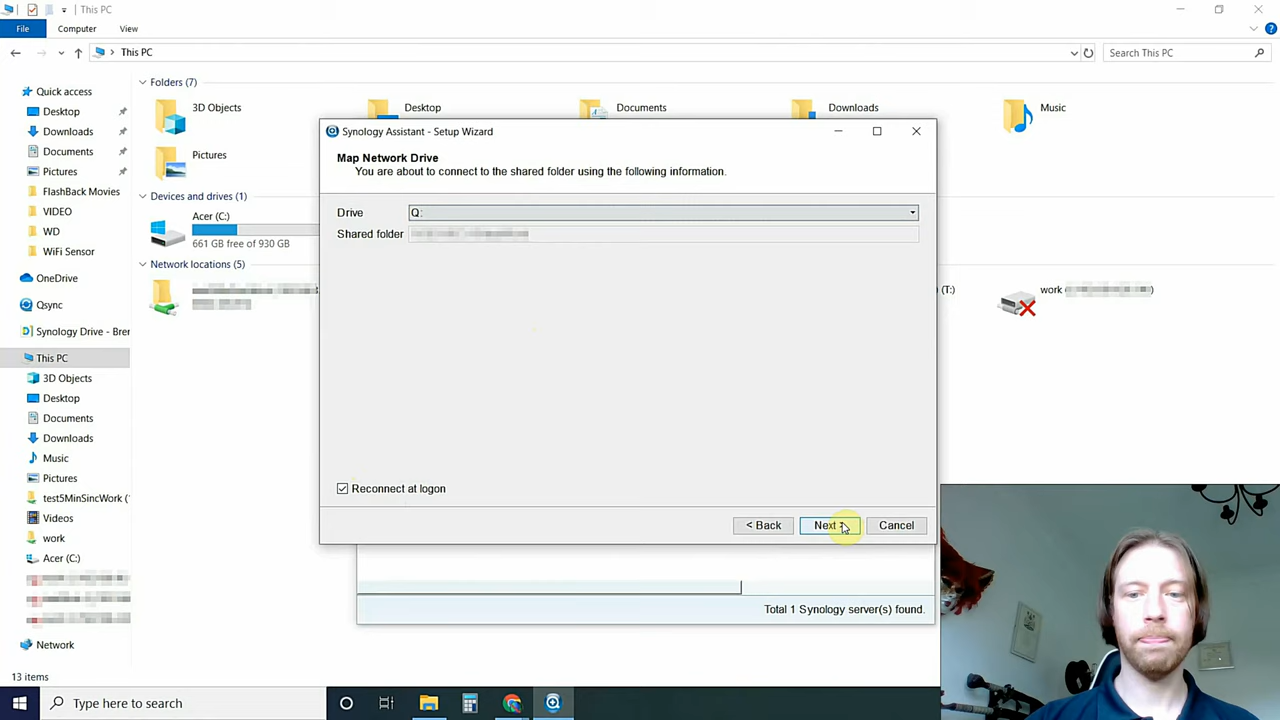 This PC
File
Computer
View
This PC
Search This PC
Quick access
Desktop
Downloads
Documents
Pictures
FlashBack Movies
VIDEO
WD
WiFi Sensor
OneDrive
Qsync
Synology Drive - Bren
This PC
3D Objects
Desktop
Documents
Downloads
Music
Pictures
test5MinSincWork (
Videos
work
Acer (C:)
Network
13 items
Folders (7)
3D Objects
Desktop
Documents
Downloads
Music
Pictures
Devices and drives (1)
Acer (C:)
661 GB free of 930 GB
Network locations (5)
(T:)
work
Synology Assistant - Setup Wizard
Map Network Drive
You are about to connect to the shared folder using the following information.
Drive
Q:
Shared folder
Reconnect at logon
< Back
Next >
Cancel
Total 1 Synology server(s) found.
Type here to search